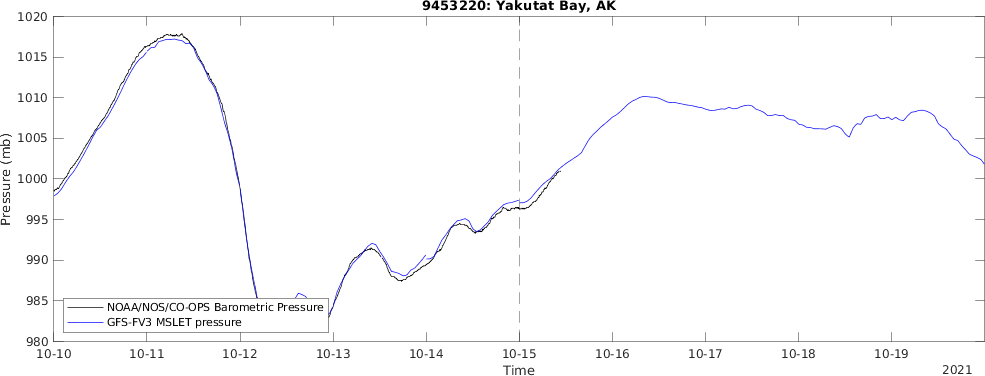 9453220: Yakutat Bay, AK
1020
1015
1010
1005
1000
995
990
985
980
Pressure (mb)
NOAA/NOS/CO-OPS Barometric Pressure
GFS-FV3 MSLET pressure
10-10 10-11 10-12 10-13 10-14 10-15 10-16 10-17 10-18 10-19
Time
2021